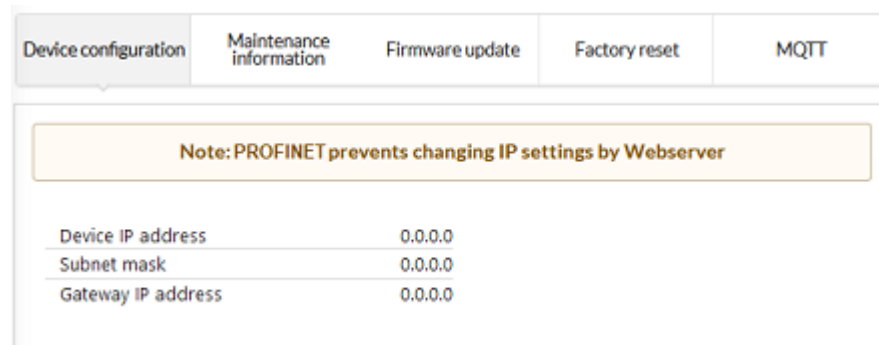 Device configuration
Maintenance
information
Firmware update
Factory reset
MQTT
Note: PROFINET prevents changing IP settings by Webserver
Device IP address 0.0.0.0
Subnet mask 0.0.0.0
Gateway IP address 0.0.0.0